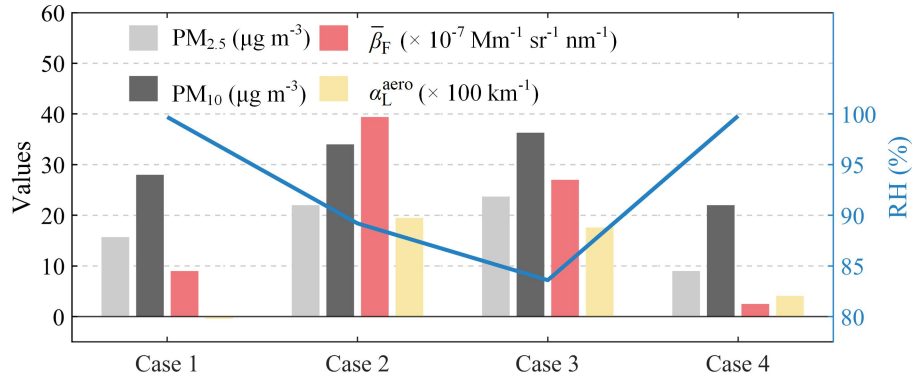 PM2.5 (μg m-3) β̅F (× 10-7 Mm-1 sr-1 nm-1)
PM10 (μg m-3) αLaero (× 100 km-1)
Values
60
50
40
30
20
10
0
Case 1 Case 2 Case 3 Case 4
100
95
90
85
80
RH (%)